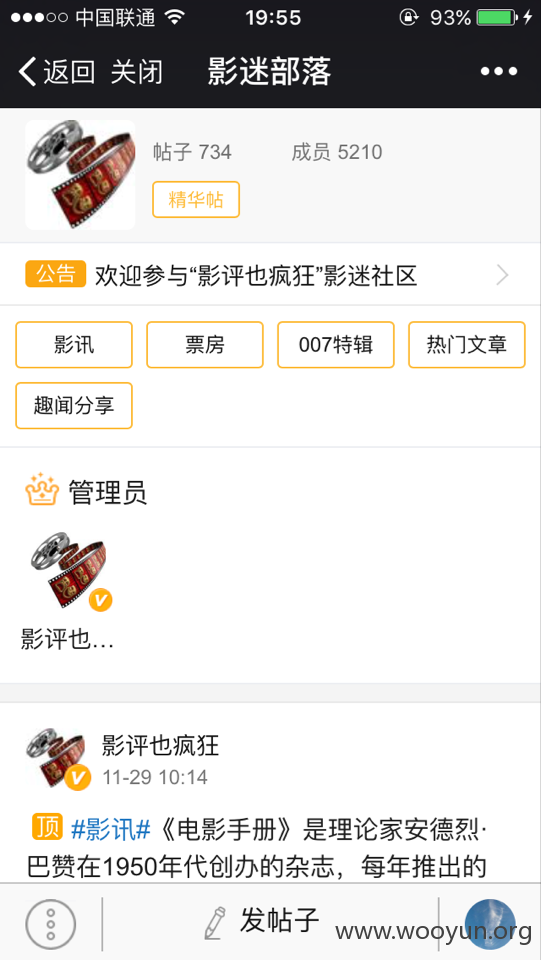 中国联通 19:55 93%
返回 关闭 影迷部落
帖子 734 成员 5210
精华帖
公告 欢迎参与“影评也疯狂”影迷社区
影讯 票房 007特辑 热门文章
趣闻分享
管理员
影评也…
影评也疯狂
11-29 10:14
顶 #影讯#《电影手册》是理论家安德烈·
巴赞在1950年代创办的杂志，每年推出的
发帖子
www.wooyun.org